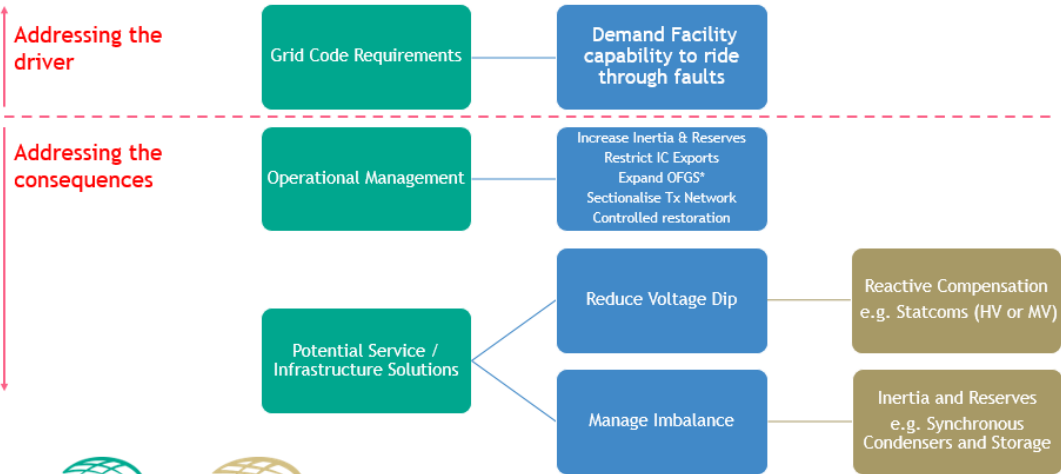 Addressing the
driver
Grid Code Requirements
Demand Facility
capability to ride
through faults
Addressing the
consequences
Operational Management
Increase Inertia & Reserves
Restrict IC Exports
Expand OFGS*
Sectionalise Tx Network
Controlled restoration
Potential Service /
Infrastructure Solutions
Reduce Voltage Dip
Reactive Compensation
e.g. Statcoms (HV or MV)
Manage Imbalance
Inertia and Reserves
e.g. Synchronous
Condensers and Storage